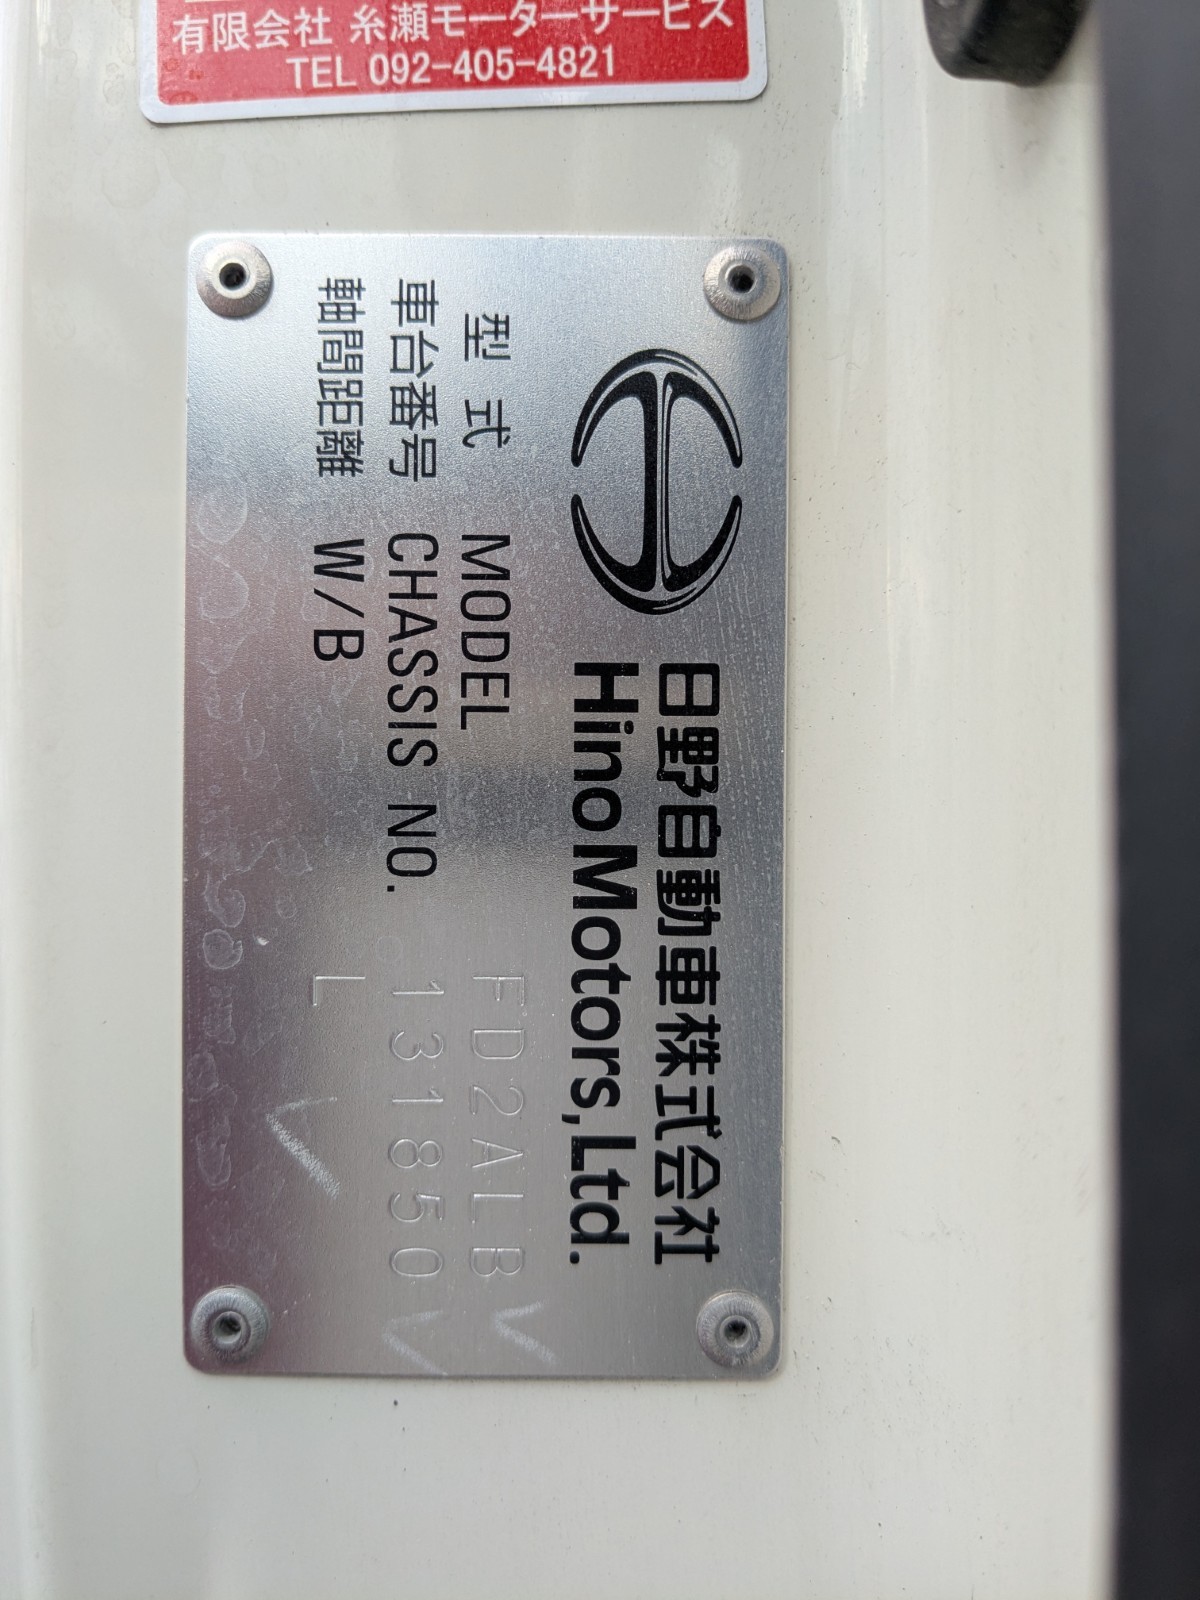 有限会社 糸瀬モーターサービス
TEL 092-405-4821
日野自動車株式会社
Hino Motors, Ltd.
型式 MODEL FD2ALB
車台番号 CHASSIS NO. 131850
軸間距離 W/B L